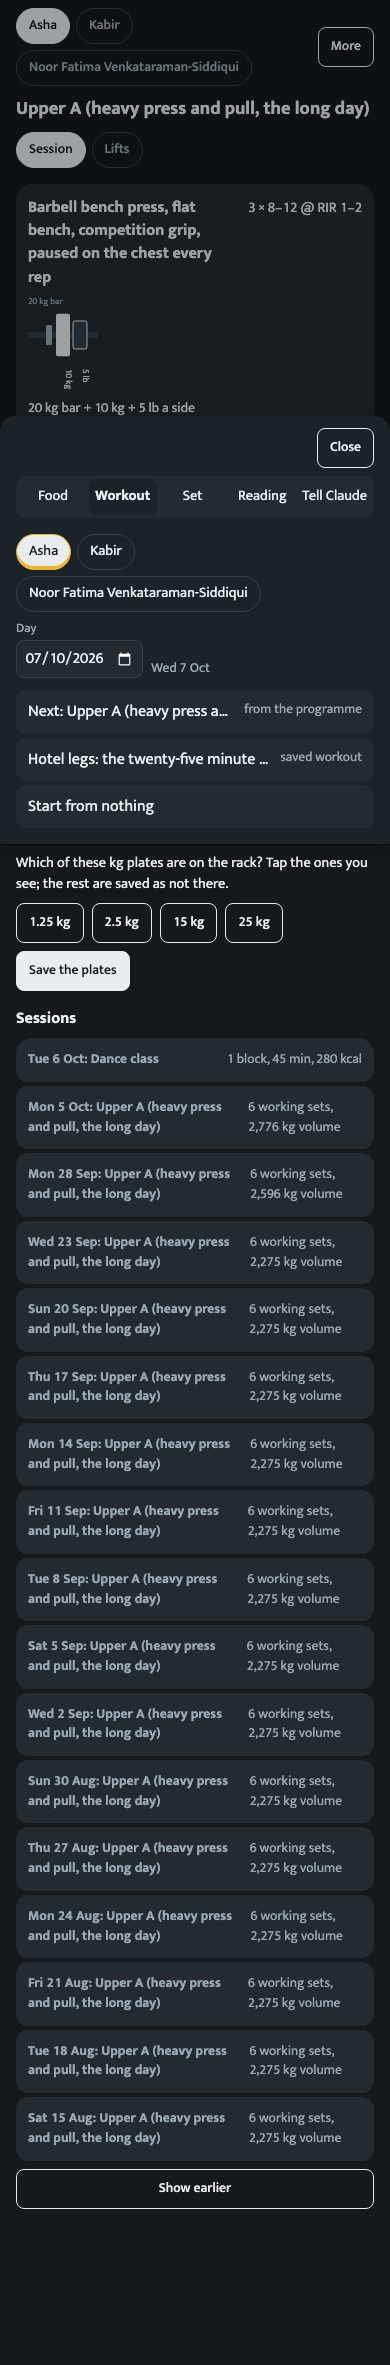 Asha
Kabir
More
Noor Fatima Venkataraman-Siddiqui
Upper A (heavy press and pull, the long day)
Session
Lifts
Barbell bench press, flat
bench, competition grip,
paused on the chest every
rep
3 × 8–12 @ RIR 1–2
20 kg bar
10 kg
5 lb
20 kg bar + 10 kg + 5 lb a side
Close
Food
Workout
Set
Reading
Tell Claude
Asha
Kabir
Noor Fatima Venkataraman-Siddiqui
Day
07/10/2026
Wed 7 Oct
Next: Upper A (heavy press a...
from the programme
Hotel legs: the twenty-five minute ...
saved workout
Start from nothing
Which of these kg plates are on the rack? Tap the ones you
see; the rest are saved as not there.
1.25 kg
2.5 kg
15 kg
25 kg
Save the plates
Sessions
Tue 6 Oct: Dance class
1 block, 45 min, 280 kcal
Mon 5 Oct: Upper A (heavy press
and pull, the long day)
6 working sets,
2,776 kg volume
Mon 28 Sep: Upper A (heavy press
and pull, the long day)
6 working sets,
2,596 kg volume
Wed 23 Sep: Upper A (heavy press
and pull, the long day)
6 working sets,
2,275 kg volume
Sun 20 Sep: Upper A (heavy press
and pull, the long day)
6 working sets,
2,275 kg volume
Thu 17 Sep: Upper A (heavy press
and pull, the long day)
6 working sets,
2,275 kg volume
Mon 14 Sep: Upper A (heavy press
and pull, the long day)
6 working sets,
2,275 kg volume
Fri 11 Sep: Upper A (heavy press
and pull, the long day)
6 working sets,
2,275 kg volume
Tue 8 Sep: Upper A (heavy press
and pull, the long day)
6 working sets,
2,275 kg volume
Sat 5 Sep: Upper A (heavy press
and pull, the long day)
6 working sets,
2,275 kg volume
Wed 2 Sep: Upper A (heavy press
and pull, the long day)
6 working sets,
2,275 kg volume
Sun 30 Aug: Upper A (heavy press
and pull, the long day)
6 working sets,
2,275 kg volume
Thu 27 Aug: Upper A (heavy press
and pull, the long day)
6 working sets,
2,275 kg volume
Mon 24 Aug: Upper A (heavy press
and pull, the long day)
6 working sets,
2,275 kg volume
Fri 21 Aug: Upper A (heavy press
and pull, the long day)
6 working sets,
2,275 kg volume
Tue 18 Aug: Upper A (heavy press
and pull, the long day)
6 working sets,
2,275 kg volume
Sat 15 Aug: Upper A (heavy press
and pull, the long day)
6 working sets,
2,275 kg volume
Show earlier